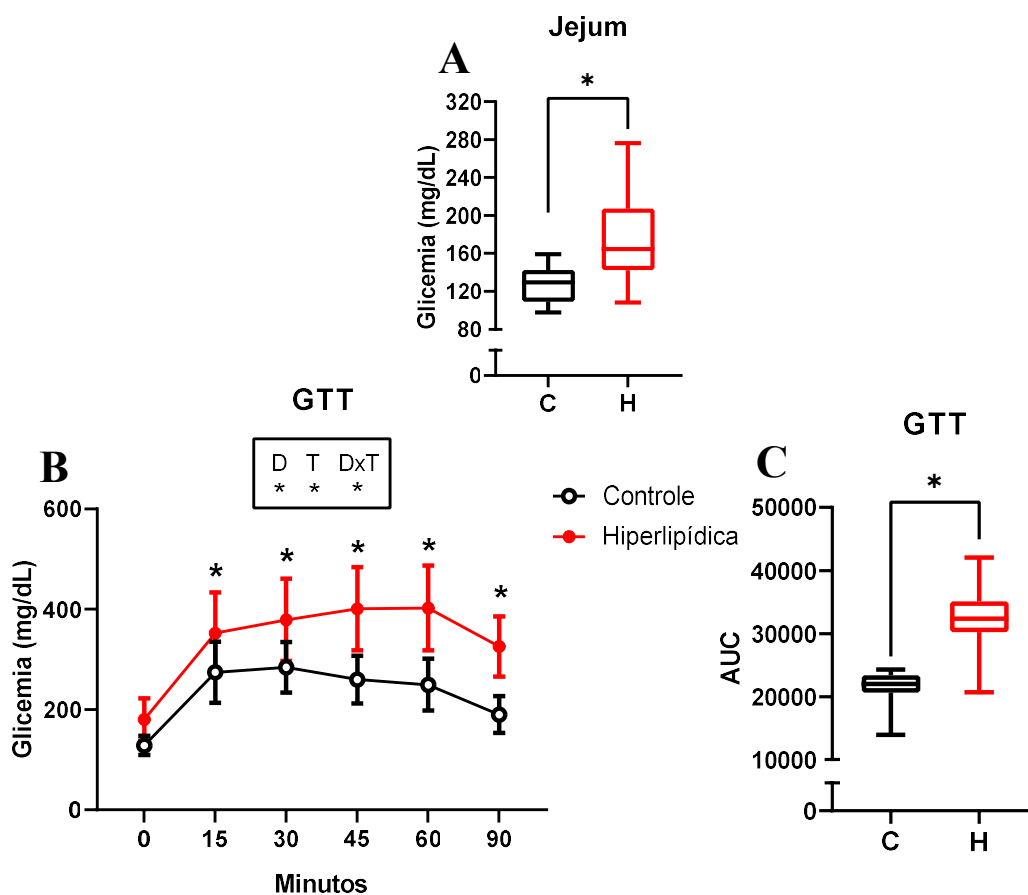 Jejum
A
*
Glicemia (mg/dL)
320
280
240
200
160
120
80
0
C H
GTT
B
D T DxT
* * *
Glicemia (mg/dL)
600
400
200
0
* * * * *
0 15 30 45 60 90
Minutos
Controle
Hiperlipídica
GTT
C
*
AUC
50000
40000
30000
20000
10000
0
C H